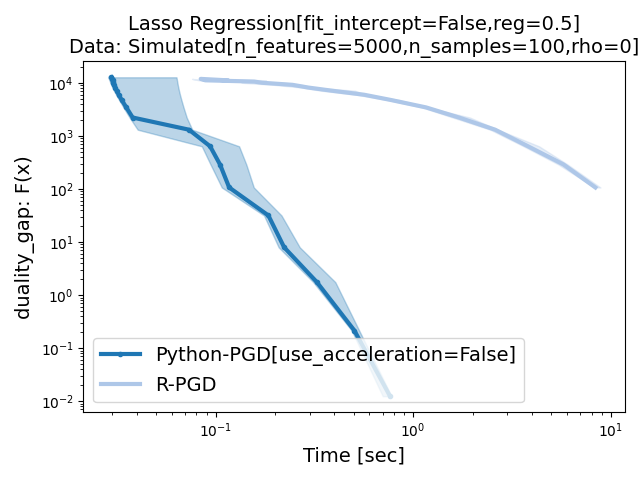 Lasso Regression[fit_intercept=False,reg=0.5]
Data: Simulated[n_features=5000,n_samples=100,rho=0]
duality_gap: F(x)
10⁴
10³
10²
10¹
10⁰
10⁻¹
10⁻²
Python-PGD[use_acceleration=False]
R-PGD
10⁻¹
10⁰
10¹
Time [sec]